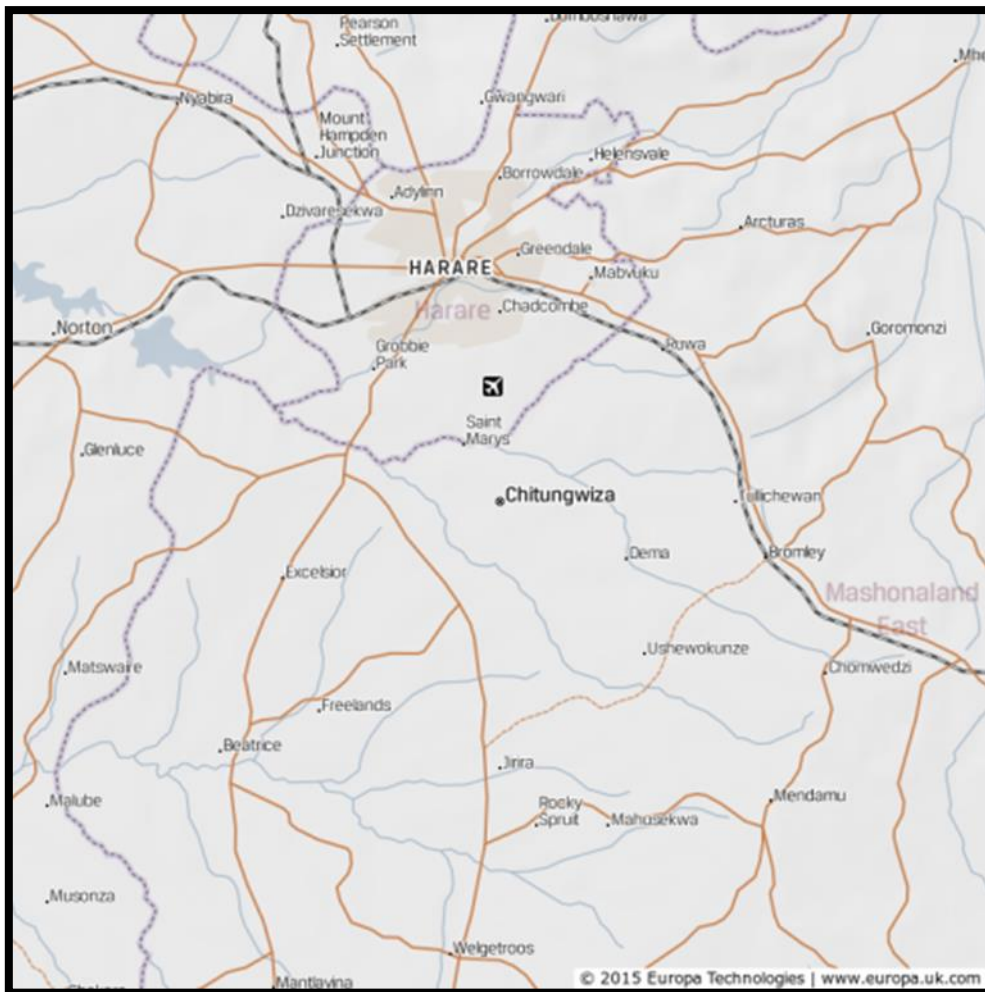 Pearson
Settlement
Nyabira
Gwangwari
Mount
Hampden
Junction
Helensvale
Borrowdale
Adylinn
Dzivaresekwa
Arcturas
Greendale
HARARE
Mabvuku
Harare
Chadcombe
Norton
Goromonzi
Ruwa
Grobbie
Park
Saint
Marys
Glenluce
Chitungwiza
Dema
Bromley
Excelsior
Mashonaland
East
Ushewokunze
Matswaire
Chomwedzi
Freelands
Beatrice
Jirira
Malube
Rocky
Spruit
Mahusekwa
Mendamu
Musonza
Welgetroos
Mantlavina
© 2015 Europa Technologies | www.europa.uk.com